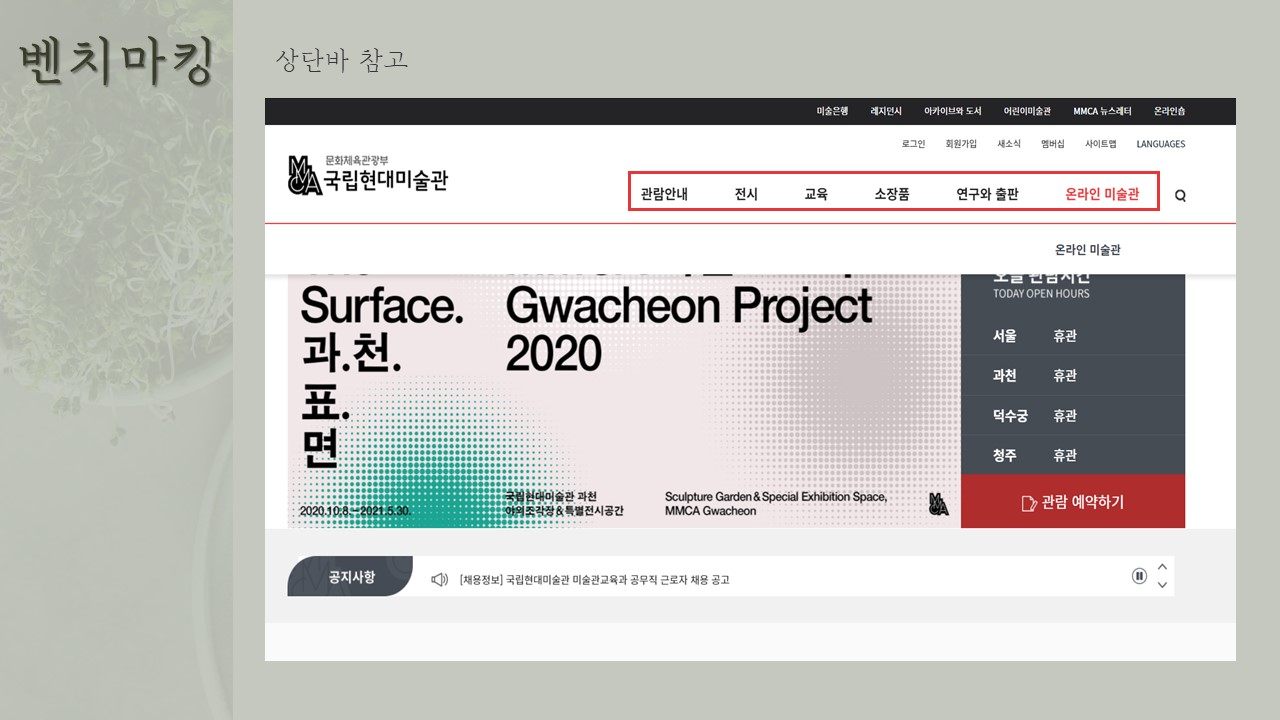 벤치마킹
상단바 참고
미술은행 레지던시 아카이브와 도서 어린이미술관 MMCA 뉴스레터 온라인숍
로그인 회원가입 새소식 멤버십 사이트맵 LANGUAGES
문화체육관광부
MMCA 국립현대미술관
관람안내 전시 교육 소장품 연구와 출판 온라인 미술관
온라인 미술관
오늘 관람시간
TODAY OPEN HOURS
Surface. Gwacheon Project
과.천. 2020
표.
면
서울 휴관
과천 휴관
덕수궁 휴관
청주 휴관
관람 예약하기
국립현대미술관 과천 Sculpture Garden & Special Exhibition Space,
2020.10.8.–2021.5.30. 야외조각장 & 특별전시공간 MMCA Gwacheon
MMCA
공지사항 [채용정보] 국립현대미술관 미술관교육과 공무직 근로자 채용 공고